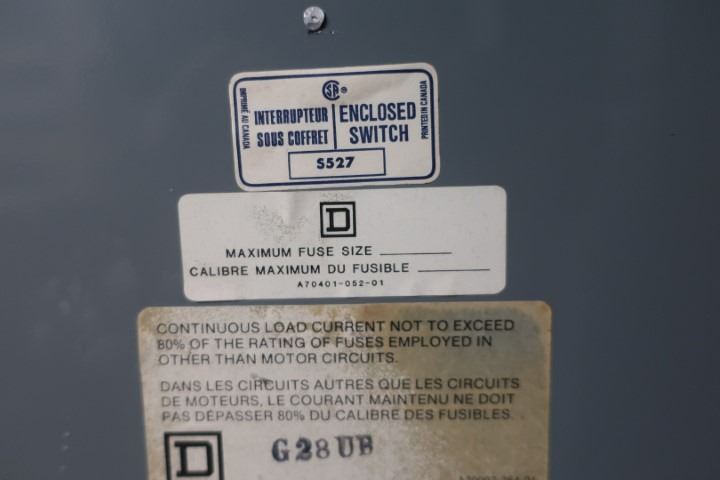 IMPRIMÉ AU CANADA
INTERRUPTEUR
SOUS COFFRET
ENCLOSED
SWITCH
PRINTED IN CANADA
S527
D
MAXIMUM FUSE SIZE
CALIBRE MAXIMUM DU FUSIBLE
A70401-052-01
CONTINUOUS LOAD CURRENT NOT TO EXCEED
80% OF THE RATING OF FUSES EMPLOYED IN
OTHER THAN MOTOR CIRCUITS.
DANS LES CIRCUITS AUTRES QUE LES CIRCUITS
DE MOTEURS, LE COURANT MAINTENU NE DOIT
PAS DÉPASSER 80% DU CALIBRE DES FUSIBLES.
D
G28UB